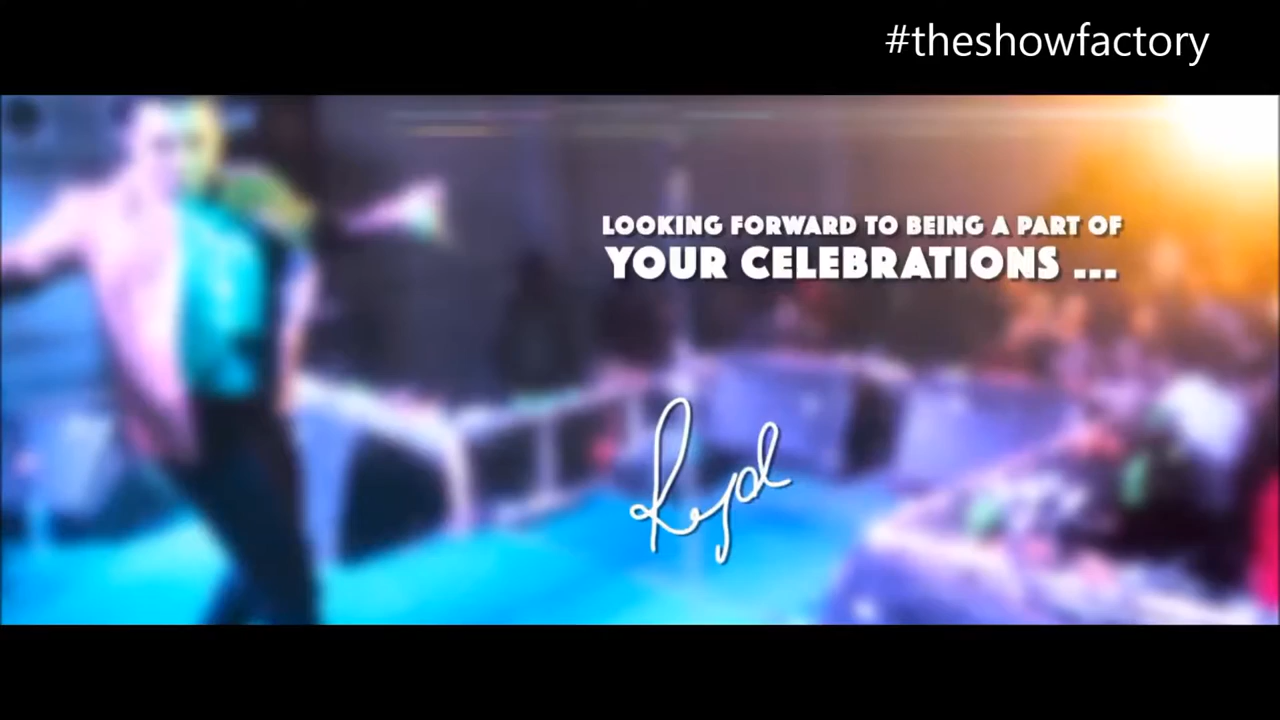 #theshowfactory
LOOKING FORWARD TO BEING A PART OF
YOUR CELEBRATIONS ...